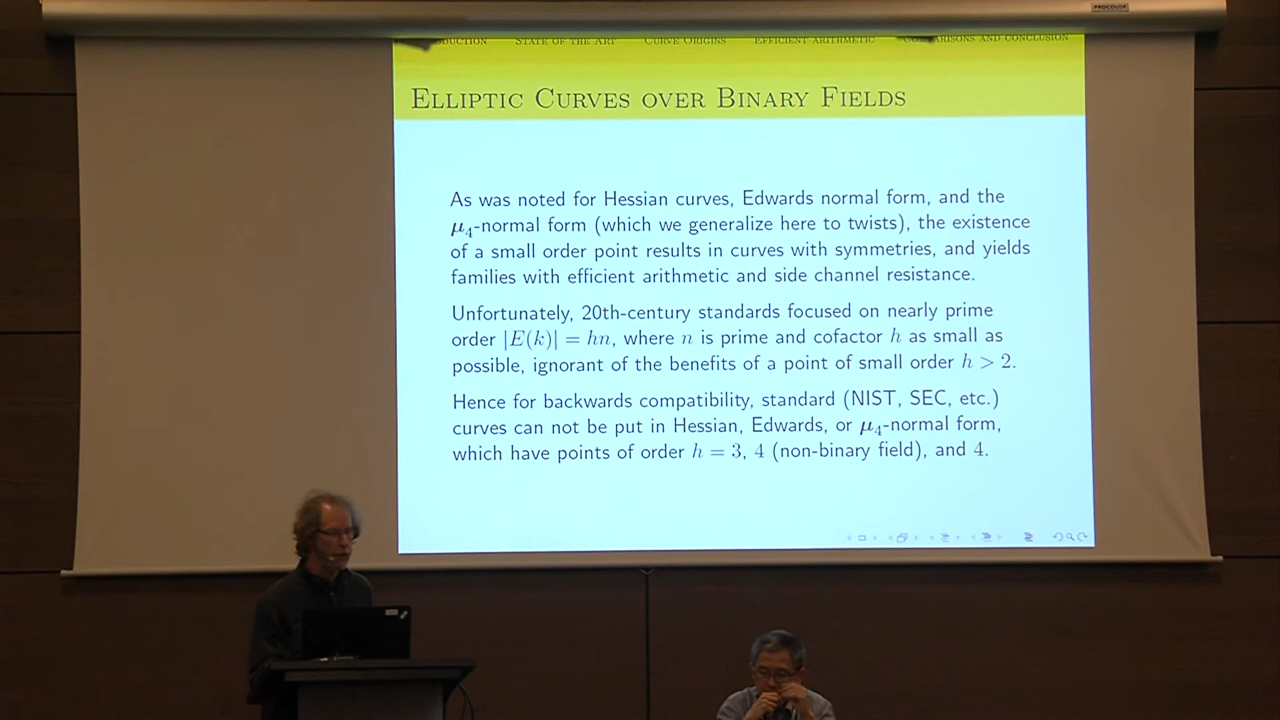 PROCOLOR
DUCTION STATE OF THE ART CURVE ORIGINS EFFICIENT ARITHMETIC COMPARISONS AND CONCLUSION
ELLIPTIC CURVES OVER BINARY FIELDS
As was noted for Hessian curves, Edwards normal form, and the
μ₄-normal form (which we generalize here to twists), the existence
of a small order point results in curves with symmetries, and yields
families with efficient arithmetic and side channel resistance.
Unfortunately, 20th-century standards focused on nearly prime
order |E(k)| = hn, where n is prime and cofactor h as small as
possible, ignorant of the benefits of a point of small order h > 2.
Hence for backwards compatibility, standard (NIST, SEC, etc.)
curves can not be put in Hessian, Edwards, or μ₄-normal form,
which have points of order h = 3, 4 (non-binary field), and 4.